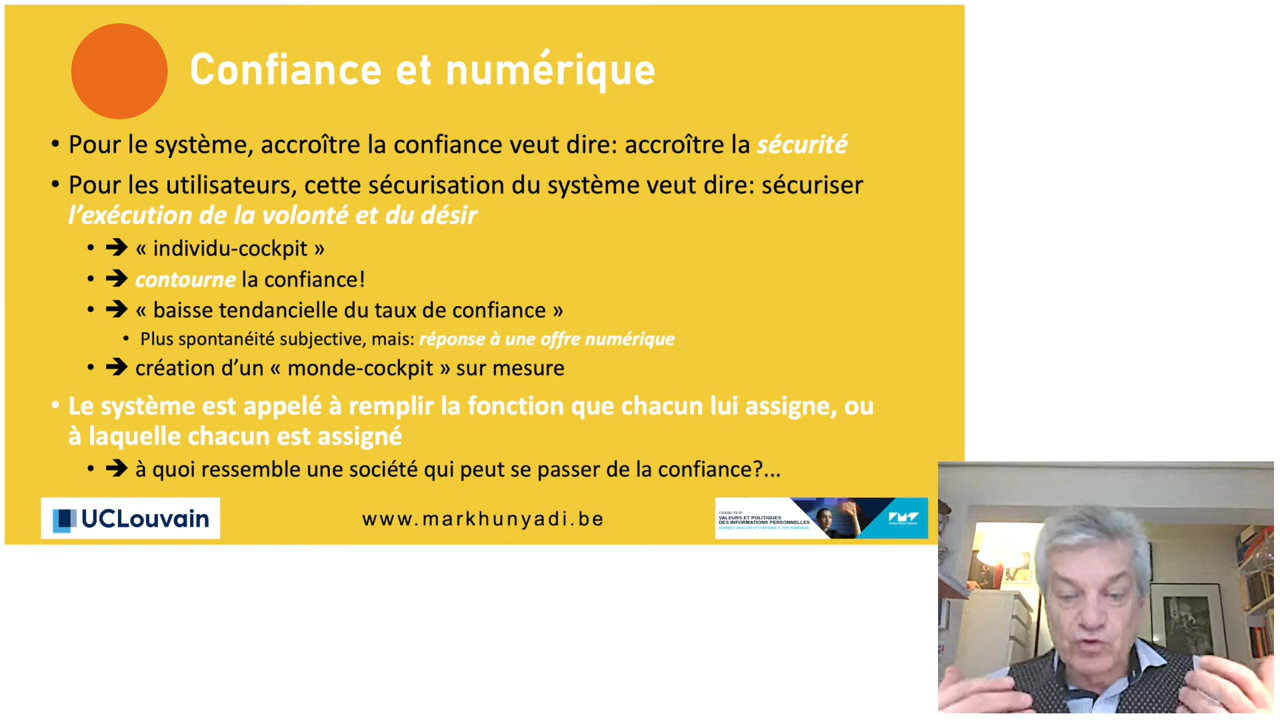 Confiance et numérique
• Pour le système, accroître la confiance veut dire: accroître la sécurité
• Pour les utilisateurs, cette sécurisation du système veut dire: sécuriser
l’exécution de la volonté et du désir
• ➔ « individu-cockpit »
• ➔ contourne la confiance!
• ➔ « baisse tendancielle du taux de confiance »
• Plus spontanéité subjective, mais: réponse à une offre numérique
• ➔ création d’un « monde-cockpit » sur mesure
• Le système est appelé à remplir la fonction que chacun lui assigne, ou
à laquelle chacun est assigné
• ➔ à quoi ressemble une société qui peut se passer de la confiance?...
UCLouvain
www.markhunyadi.be
VALEURS ET POLITIQUES
DES INFORMATIONS PERSONNELLES